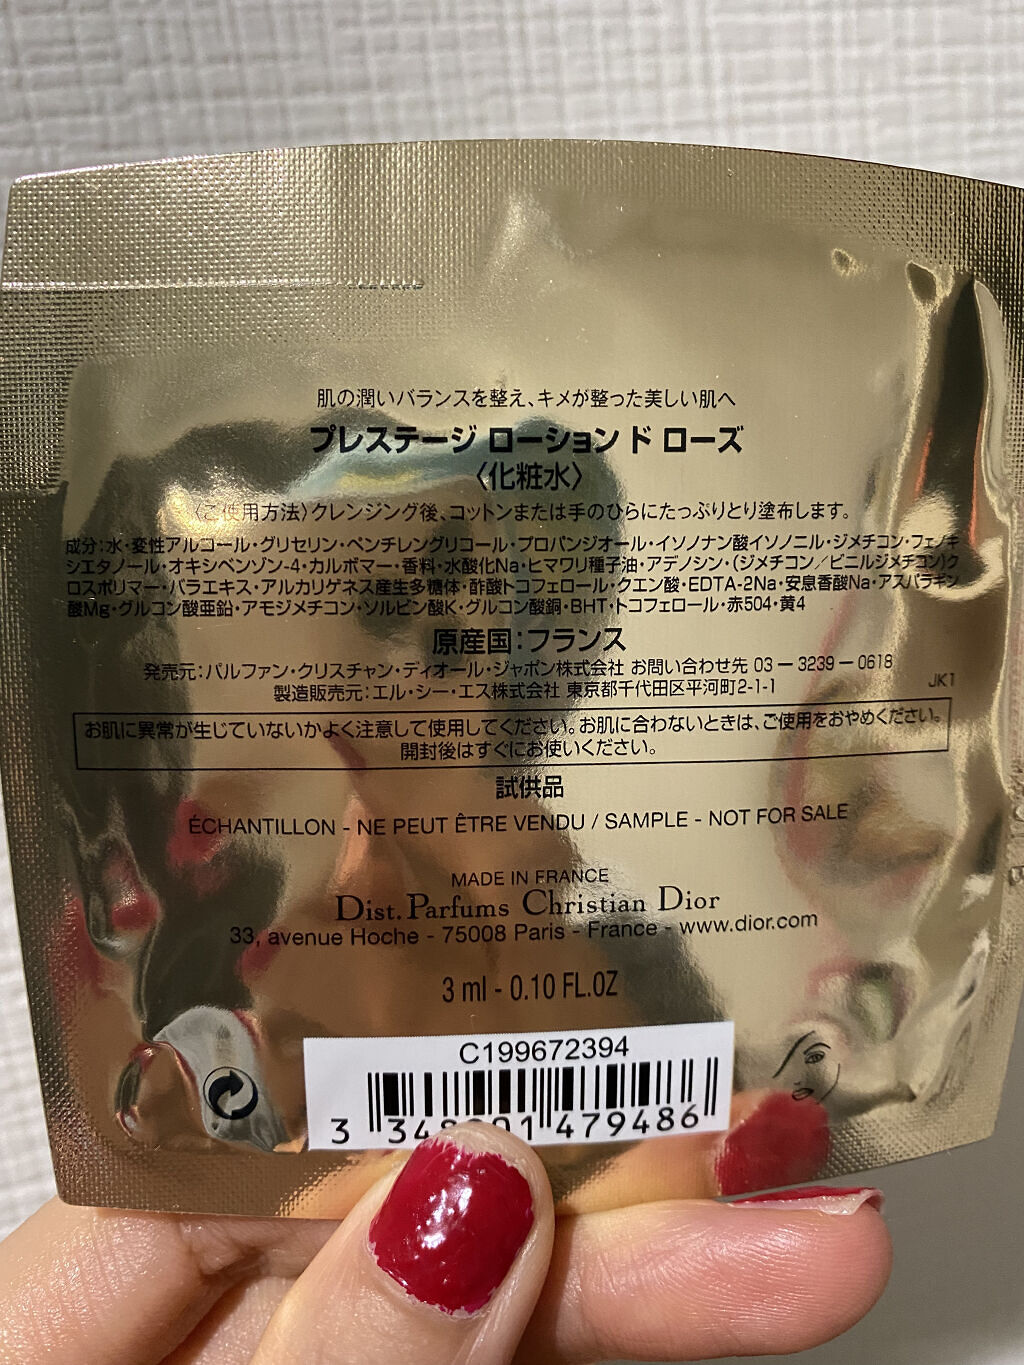 肌の潤いバランスを整え、キメが整った美しい肌へ
プレステージ ローション ド ローズ
〈化粧水〉
〈ご使用方法〉クレンジング後、コットンまたは手のひらにたっぷりとり塗布します。
成分:水・変性アルコール・グリセリン・ペンチレングリコール・プロパンジオール・イソノナン酸イソノニル・ジメチコン・フェノキ
シエタノール・オキシベンゾン-4・カルボマー・香料・水酸化Na・ヒマワリ種子油・アデノシン・(ジメチコン/ビニルジメチコン)ク
ロスポリマー・バラエキス・アルカリゲネス産生多糖体・酢酸トコフェロール・クエン酸・EDTA-2Na・安息香酸Na・アスパラギン
酸Mg・グルコン酸亜鉛・アモジメチコン・ソルビン酸K・グルコン酸銅・BHT・トコフェロール・赤504・黄4
原産国:フランス
発売元:パルファン・クリスチャン・ディオール・ジャポン株式会社 お問い合わせ先 03－3239－0618
製造販売元:エル・シー・エス株式会社 東京都千代田区平河町2-1-1
JK1
お肌に異常が生じていないかよく注意して使用してください。お肌に合わないときは、ご使用をおやめください。
開封後はすぐにお使いください。
試供品
ÉCHANTILLON - NE PEUT ÊTRE VENDU / SAMPLE - NOT FOR SALE
MADE IN FRANCE
Dist. Parfums Christian Dior
33, avenue Hoche - 75008 Paris - France - www.dior.com
3 ml - 0.10 FL.OZ
C199672394
3 348901 479486